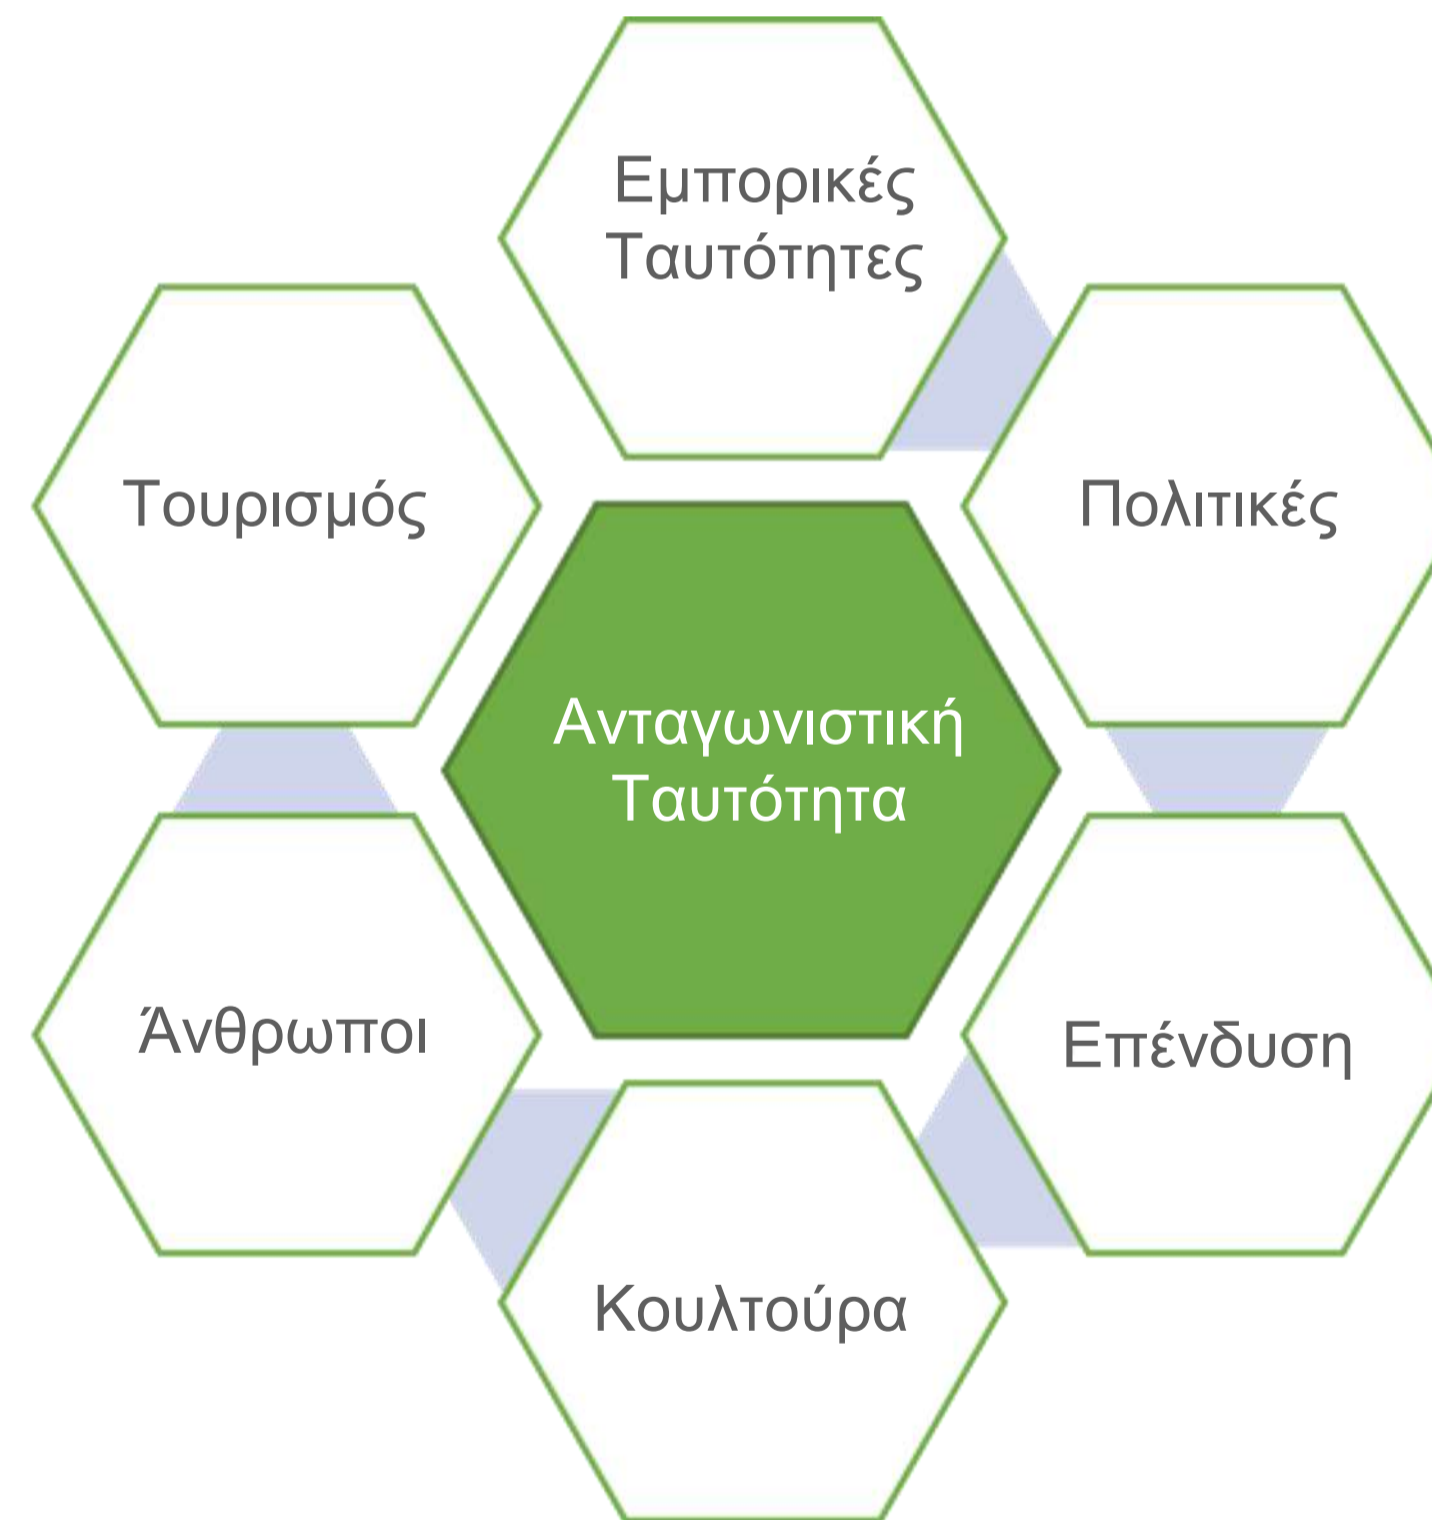 Εμπορικές
Ταυτότητες
Τουρισμός
Πολιτικές
Ανταγωνιστική
Ταυτότητα
Άνθρωποι
Επένδυση
Κουλτούρα